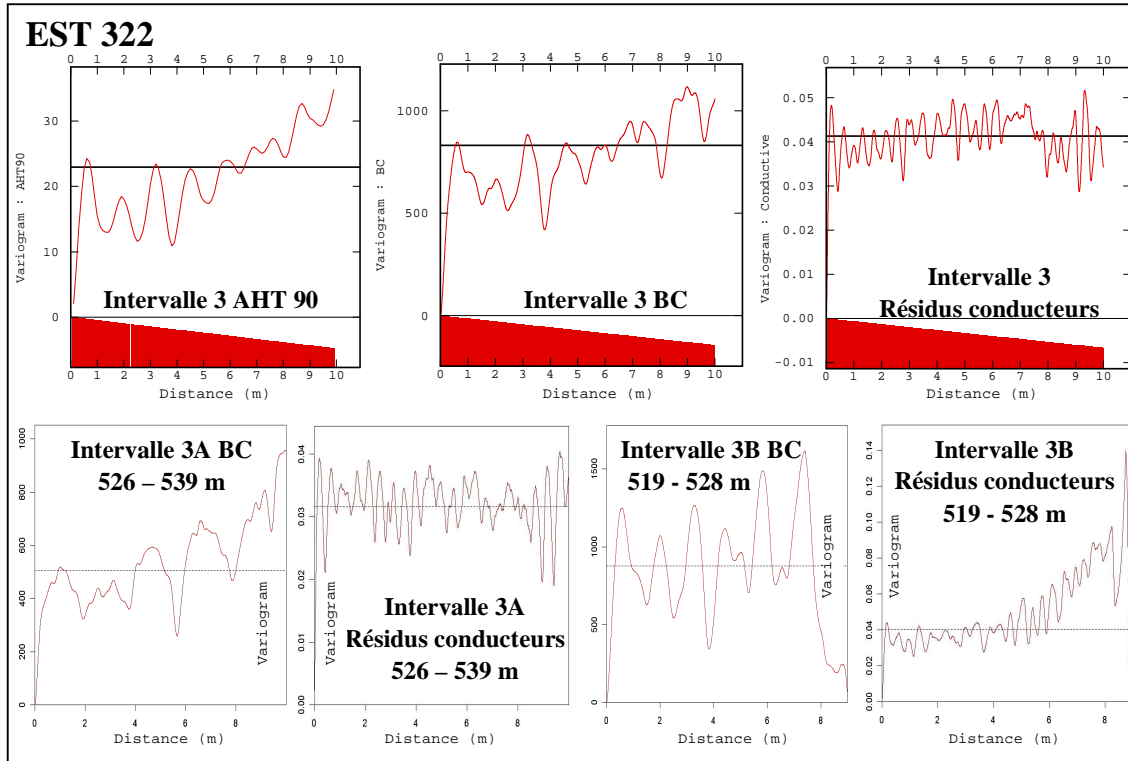 EST 322
0 1 2 3 4 5 6 7 8 9 10
30
20
10
0
Variogram : AHT90
Intervalle 3 AHT 90
0 1 2 3 4 5 6 7 8 9 10
Distance (m)
0 1 2 3 4 5 6 7 8 9 10
1000
500
0
Variogram : BC
Intervalle 3 BC
0 1 2 3 4 5 6 7 8 9 10
Distance (m)
0 1 2 3 4 5 6 7 8 9 10
0.05
0.04
0.03
0.02
0.01
0.00
-0.01
Variogram : Conductive
Intervalle 3
Résidus conducteurs
0 1 2 3 4 5 6 7 8 9 10
Distance (m)
Intervalle 3A BC
526 – 539 m
1000
800
600
400
200
0
Variogram
0 2 4 6 8
Distance (m)
0.04
0.03
0.02
0.01
0.00
Variogram
Intervalle 3A
Résidus conducteurs
526 – 539 m
0 2 4 6 8
Distance (m)
Intervalle 3B BC
519 - 528 m
1500
1000
500
0
Variogram
0 2 4 6 8
Distance (m)
Intervalle 3B
Résidus conducteurs
519 - 528 m
0.14
0.12
0.10
0.08
0.06
0.04
0.02
0.00
Variogram
0 2 4 6 8
Distance (m)